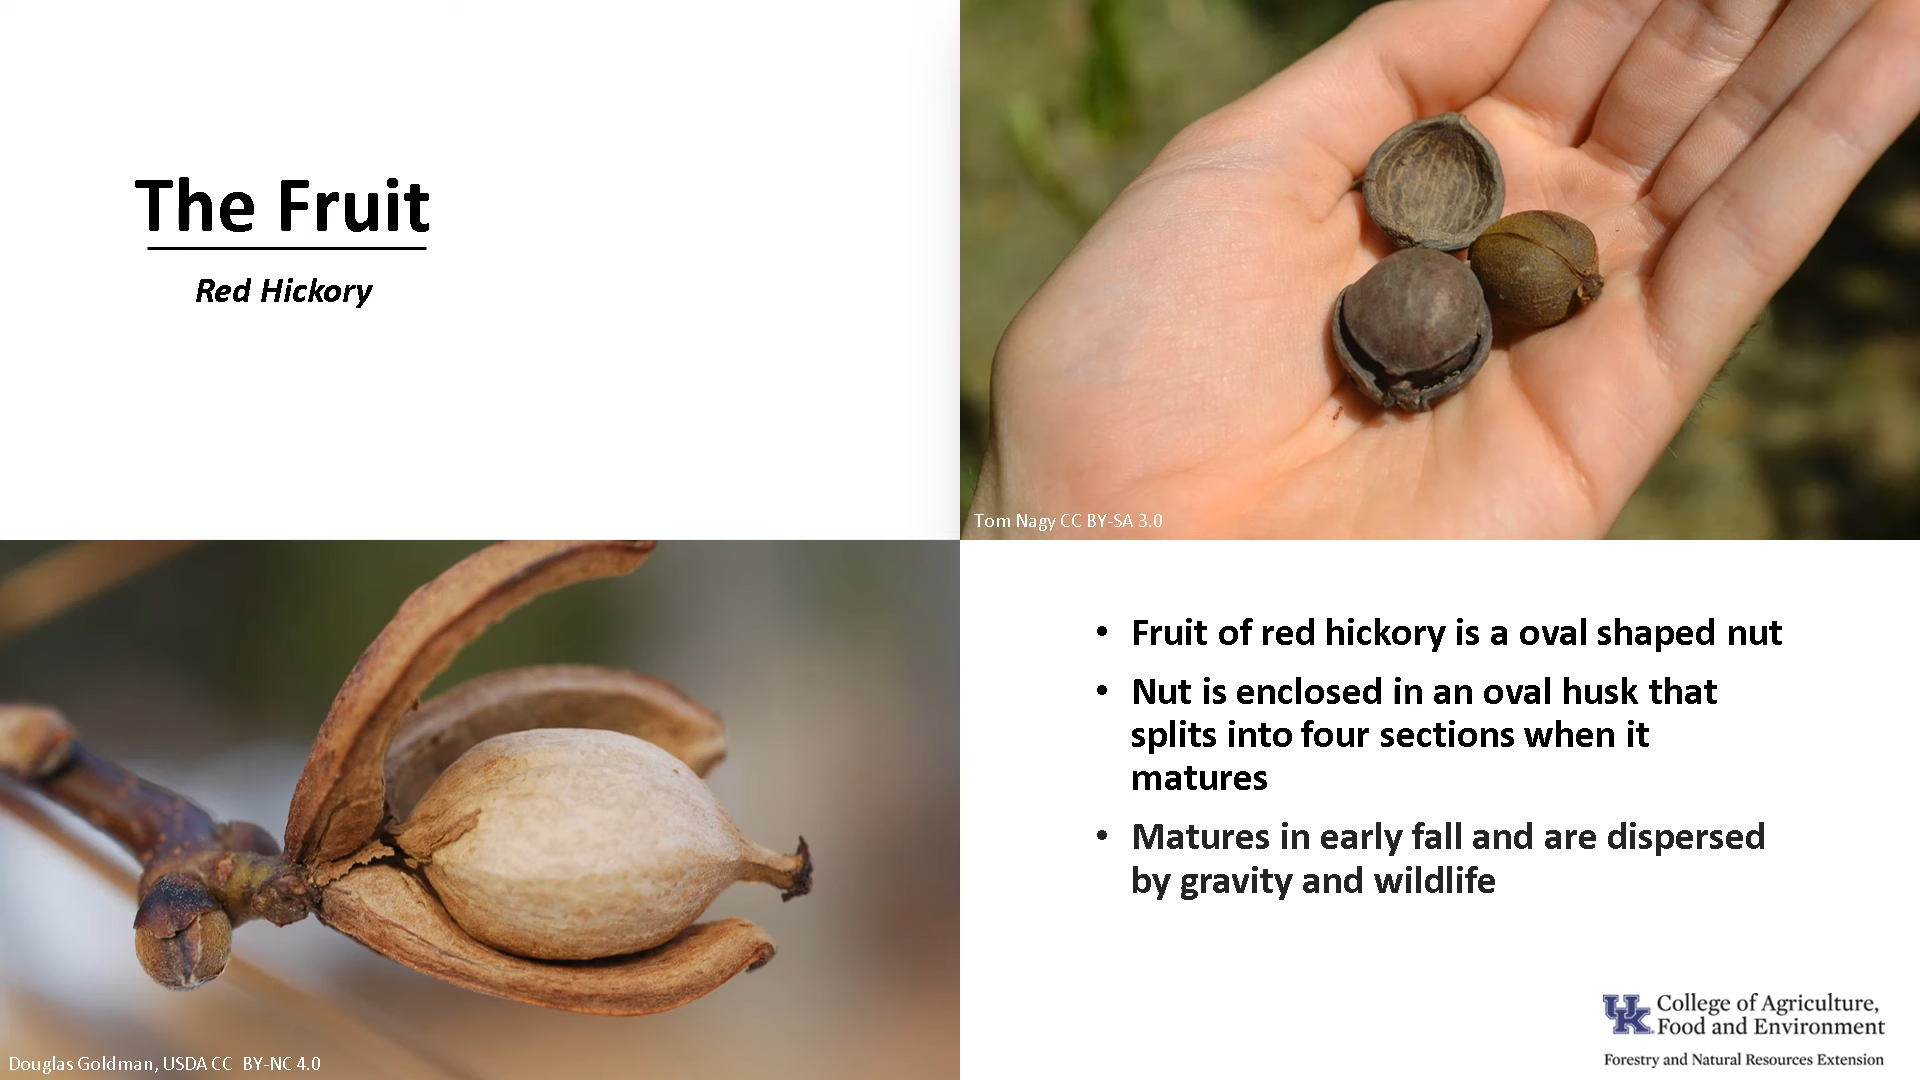 The Fruit
Red Hickory
Tom Nagy CC BY-SA 3.0
Douglas Goldman, USDA CC BY-NC 4.0
• Fruit of red hickory is a oval shaped nut
• Nut is enclosed in an oval husk that
splits into four sections when it
matures
• Matures in early fall and are dispersed
by gravity and wildlife
UK College of Agriculture,
Food and Environment
Forestry and Natural Resources Extension